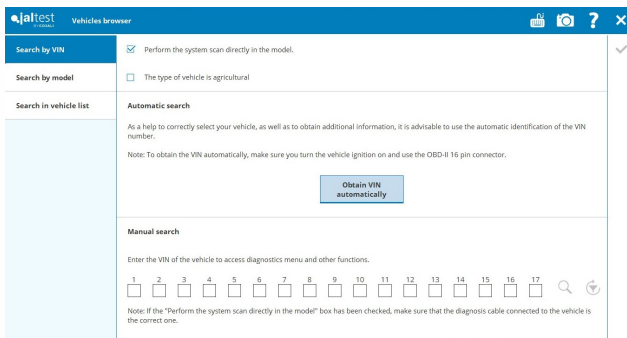 jaltest Vehicles browser
BY COJALI
Search by VIN
Perform the system scan directly in the model.
Search by model
The type of vehicle is agricultural
Search in vehicle list
Automatic search
As a help to correctly select your vehicle, as well as to obtain additional information, it is advisable to use the automatic identification of the VIN
number.
Note: To obtain the VIN automatically, make sure you turn the vehicle ignition on and use the OBD-II 16 pin connector.
Obtain VIN
automatically
Manual search
Enter the VIN of the vehicle to access diagnostics menu and other functions.
1 2 3 4 5 6 7 8 9 10 11 12 13 14 15 16 17
Note: If the "Perform the system scan directly in the model" box has been checked, make sure that the diagnosis cable connected to the vehicle is
the correct one.